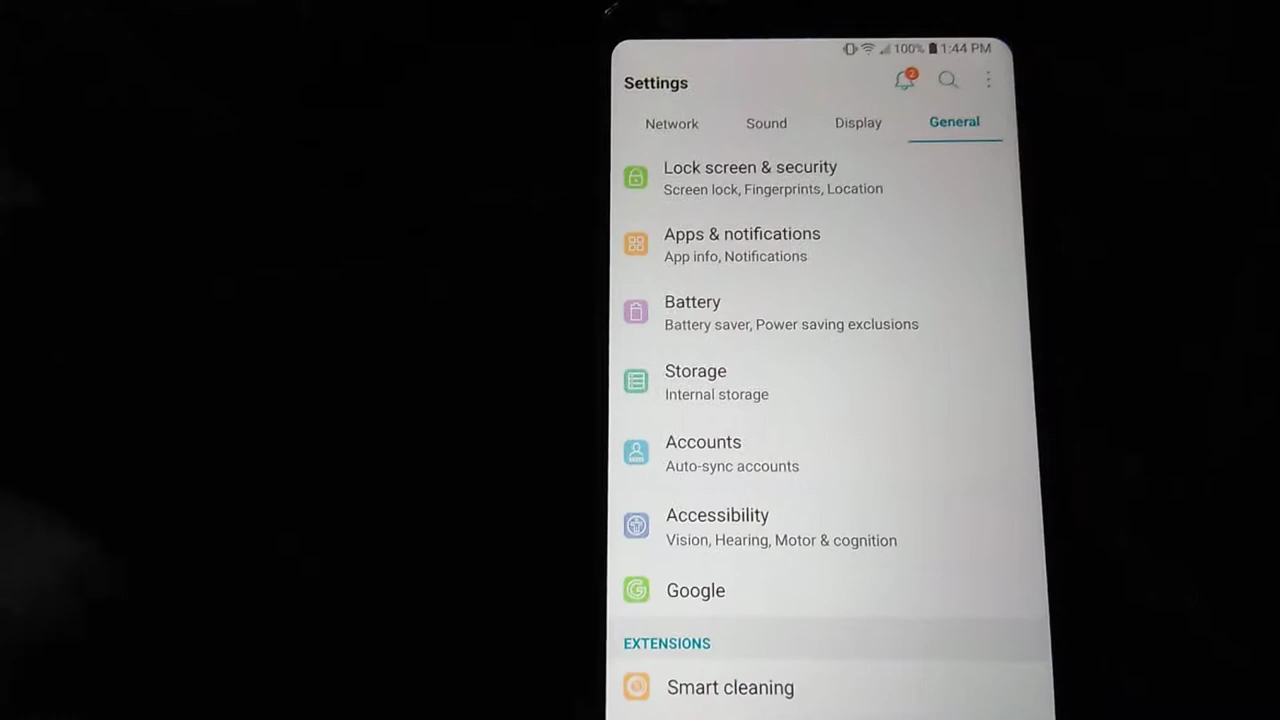 100% 1:44 PM
Settings
2
Network Sound Display General
Lock screen & security
Screen lock, Fingerprints, Location
Apps & notifications
App info, Notifications
Battery
Battery saver, Power saving exclusions
Storage
Internal storage
Accounts
Auto-sync accounts
Accessibility
Vision, Hearing, Motor & cognition
Google
EXTENSIONS
Smart cleaning